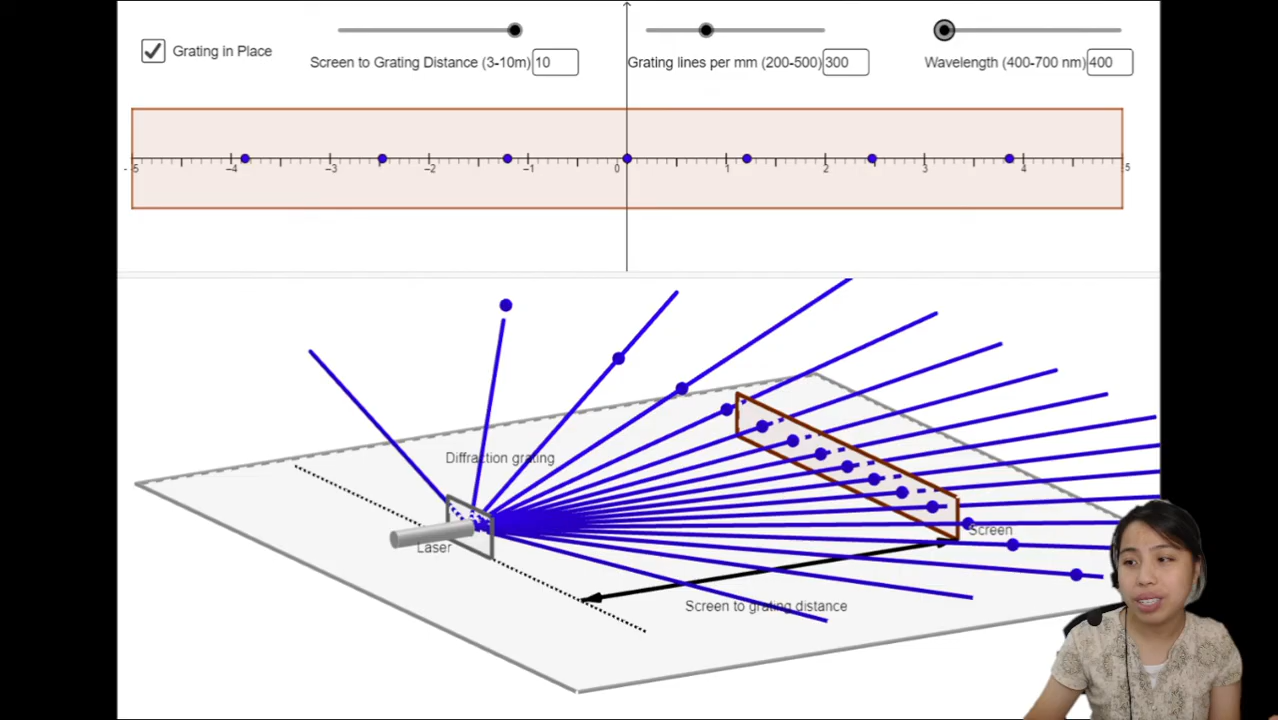 Grating in Place
Screen to Grating Distance (3-10m) 10
Grating lines per mm (200-500) 300
Wavelength (400-700 nm) 400
-5 -4 -3 -2 -1 0 1 2 3 4 5
Diffraction grating
Laser
Screen
Screen to grating distance